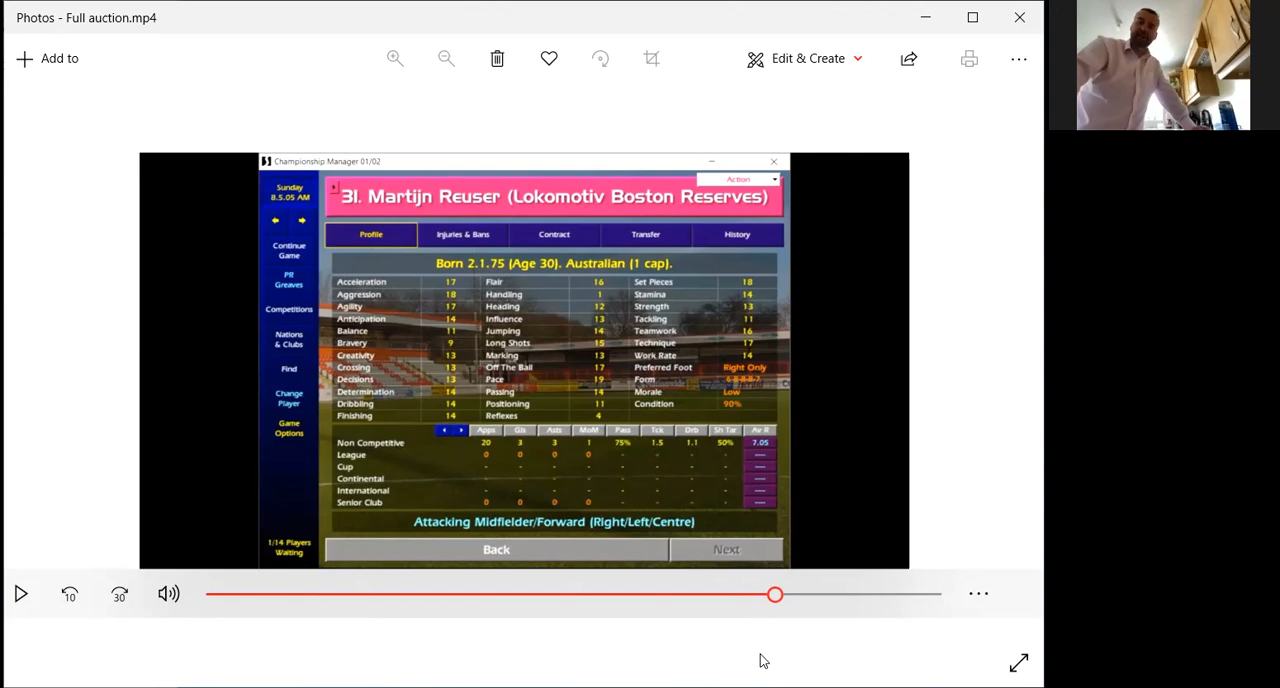 Photos - Full auction.mp4
Add to
Edit & Create
Championship Manager 01/02
Action
Sunday
8.5.05 AM
31. Martijn Reuser (Lokomotiv Boston Reserves)
Profile Injuries & Bans Contract Transfer History
Continue
Game
PR
Greaves
Competitions
Nations
& Clubs
Find
Change
Player
Game
Options
1/14 Players
Waiting
Born 2.1.75 (Age 30). Australian (1 cap).
Acceleration 17 Flair 16 Set Pieces 18
Aggression 18 Handling 1 Stamina 14
Agility 17 Heading 12 Strength 13
Anticipation 14 Influence 13 Tackling 11
Balance 11 Jumping 14 Teamwork 16
Bravery 9 Long Shots 15 Technique 17
Creativity 13 Marking 13 Work Rate 14
Crossing 13 Off The Ball 17 Preferred Foot Right Only
Decisions 13 Pace 19 Form 6-8-8-8-7
Determination 14 Passing 14 Morale Low
Dribbling 14 Positioning 11 Condition 90%
Finishing 14 Reflexes 4
Apps Gls Asts MoM Pass Tck Drb Sh Tar Av R
Non Competitive 20 3 3 1 75% 1.5 1.1 50% 7.05
League 0 0 0 0 - - - - ----
Cup - - - - - - - - ----
Continental - - - - - - - - ----
International - - - - - - - - ----
Senior Club 0 0 0 0 - - - - ----
Attacking Midfielder/Forward (Right/Left/Centre)
Back Next
10
30